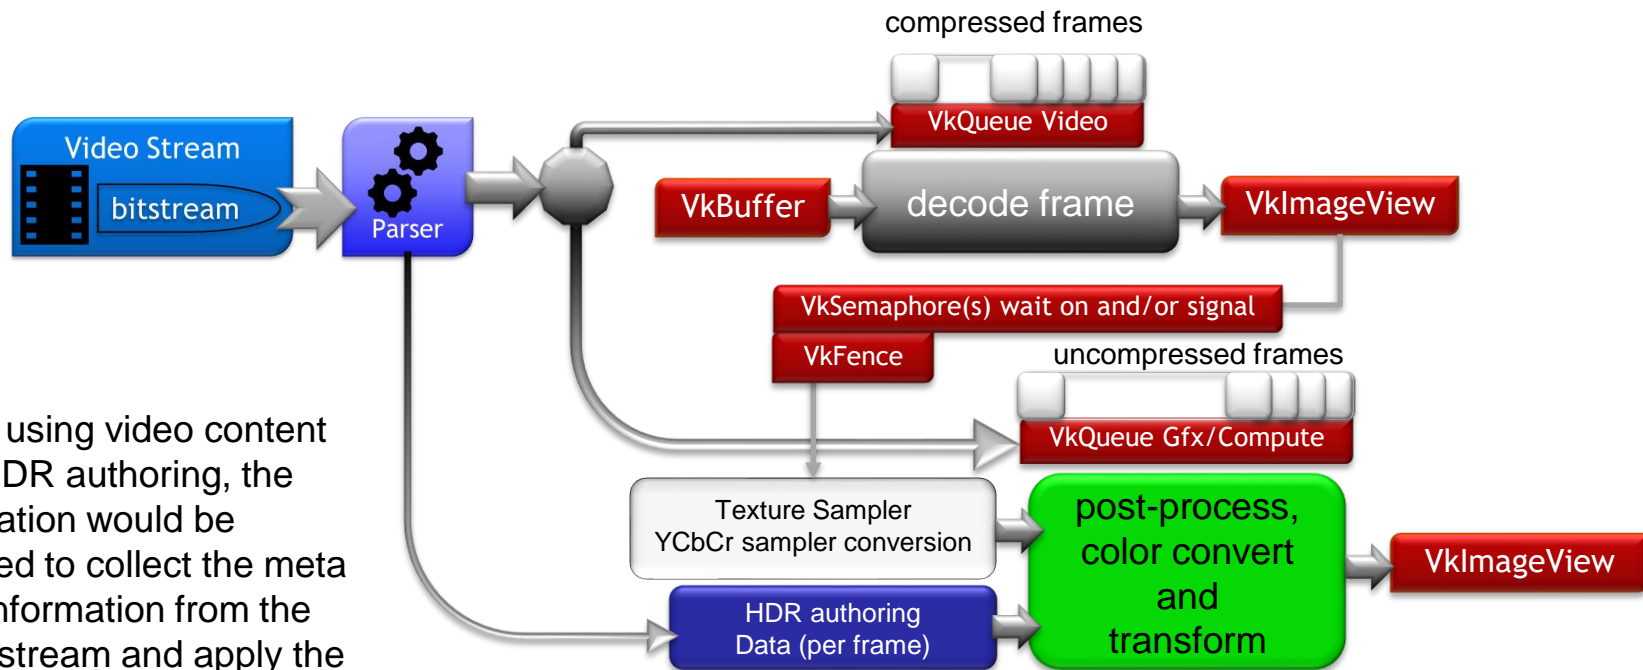 compressed frames
VkQueue Video
Video Stream
bitstream
Parser
VkBuffer
decode frame
VkImageView
VkSemaphore(s) wait on and/or signal
VkFence
uncompressed frames
VkQueue Gfx/Compute
Texture Sampler
YCbCr sampler conversion
HDR authoring
Data (per frame)
post-process,
color convert
and
transform
VkImageView
using video content
DR authoring, the
ation would be
ed to collect the meta
nformation from the
stream and apply the